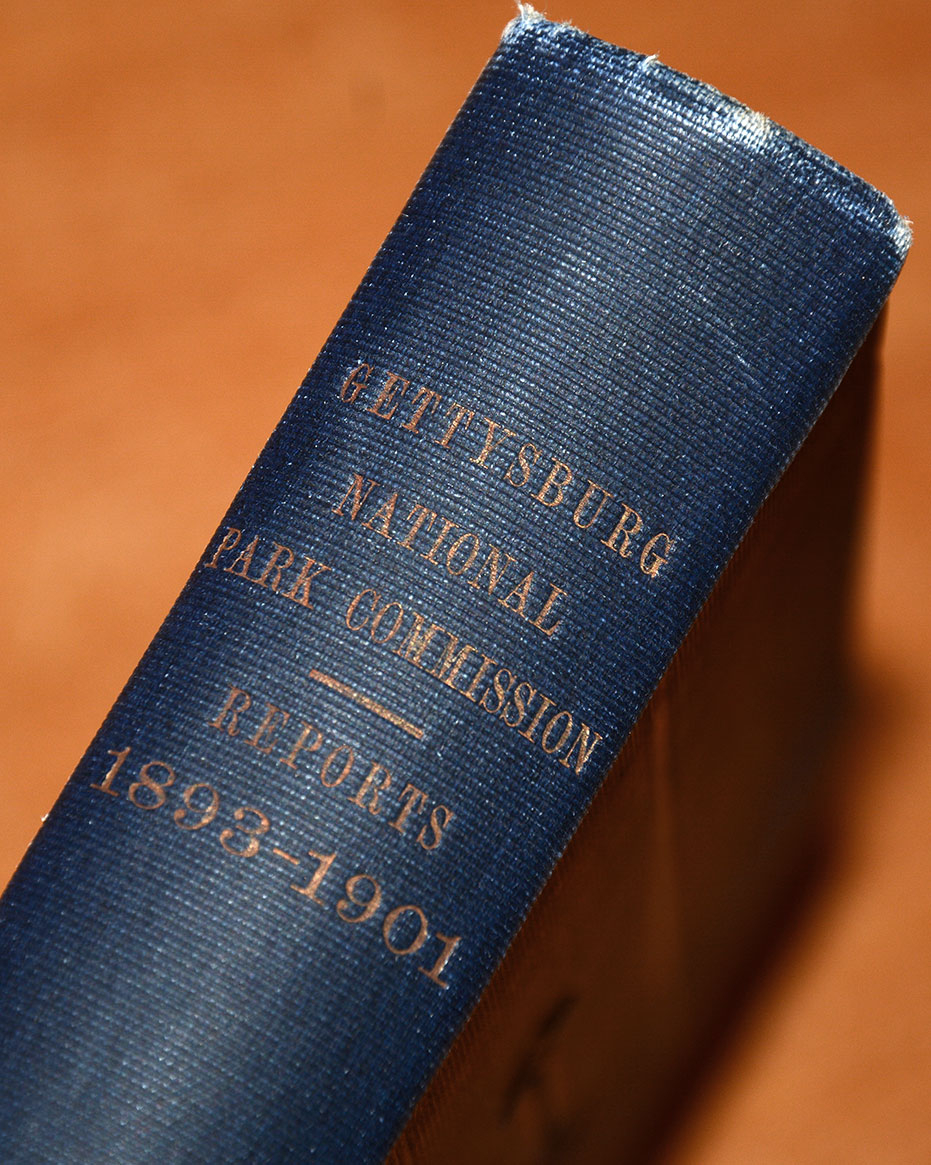 GETTYSBURG
NATIONAL
PARK COMMISSION
REPORTS
1893-1901